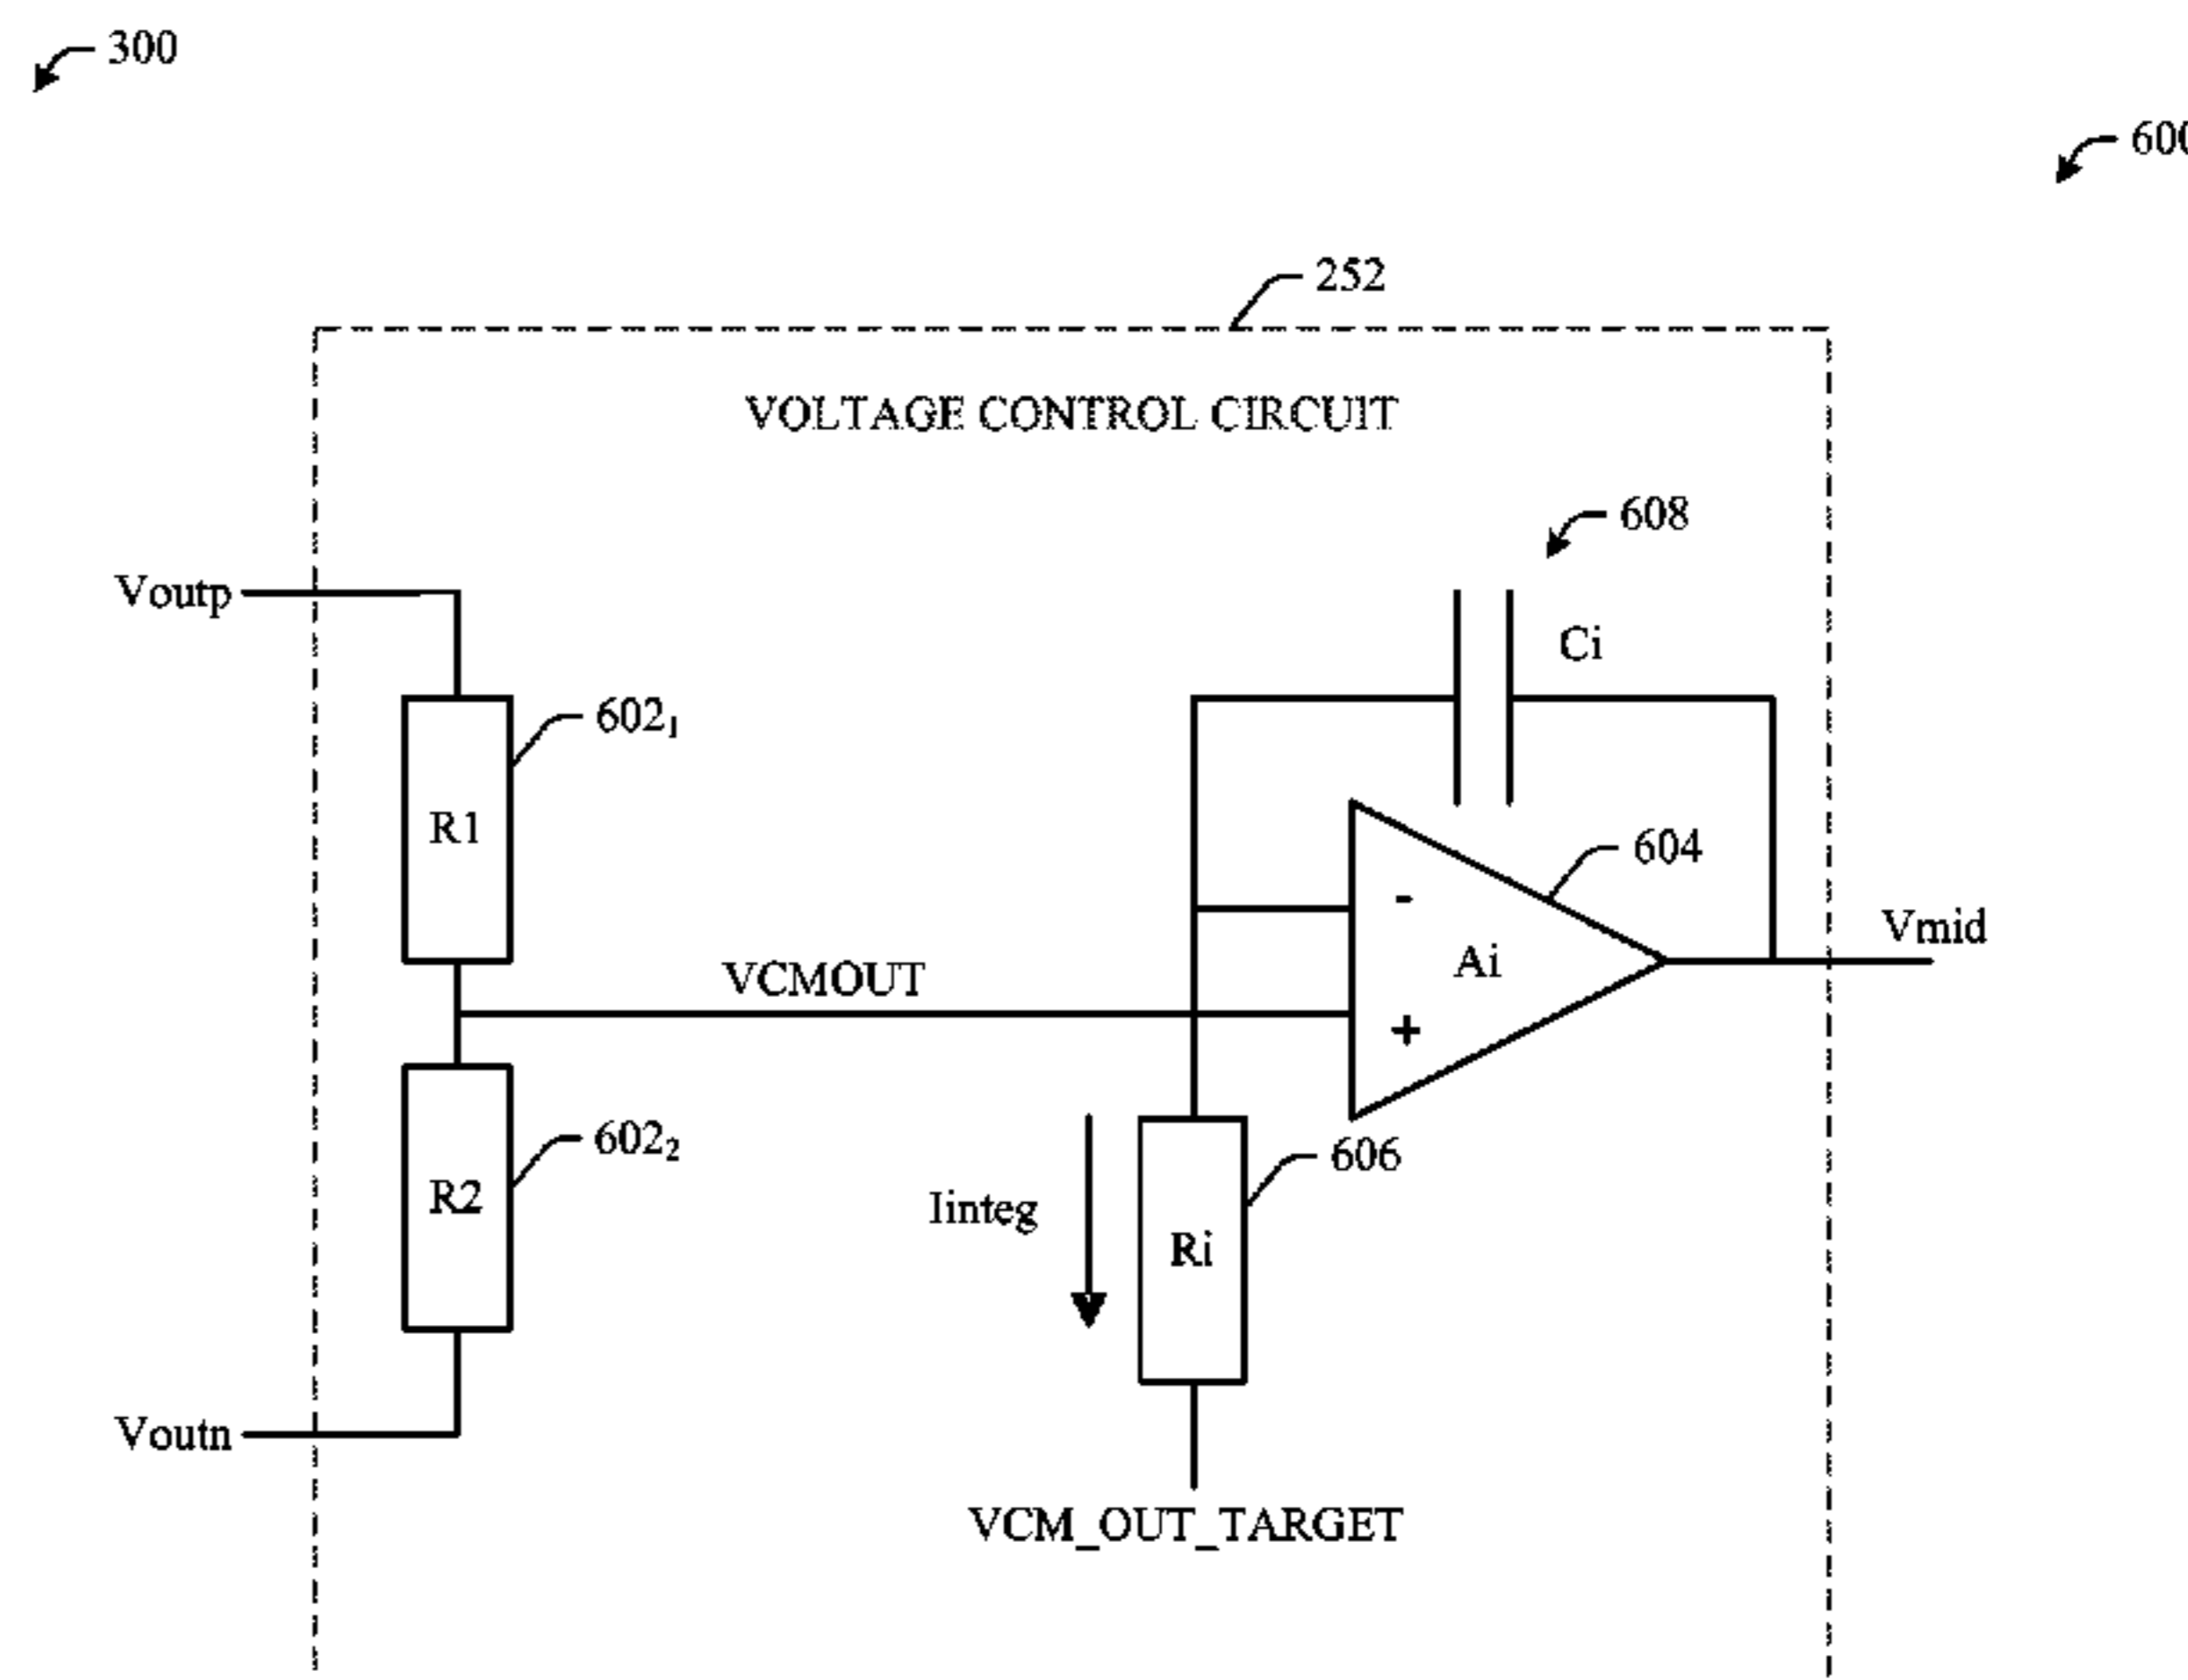 300
600
252
VOLTAGE CONTROL CIRCUIT
608
Voutp
Ci
602₁
R1
604
Vmid
-
VCMOUT
Ai
+
602₂
606
R2
Iinteg
Ri
Voutn
VCM_OUT_TARGET